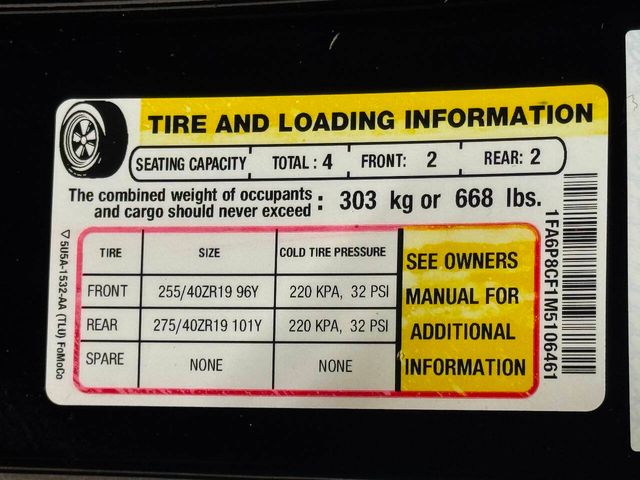 TIRE AND LOADING INFORMATION
SEATING CAPACITY TOTAL : 4 FRONT: 2 REAR: 2
The combined weight of occupants
and cargo should never exceed : 303 kg or 668 lbs.
TIRE SIZE COLD TIRE PRESSURE
FRONT 255/40ZR19 96Y 220 KPA, 32 PSI
REAR 275/40ZR19 101Y 220 KPA, 32 PSI
SPARE NONE NONE
SEE OWNERS
MANUAL FOR
ADDITIONAL
INFORMATION
5U5A-1532-AA (TLU) FoMoCo
1FA6P8CF1M5106461